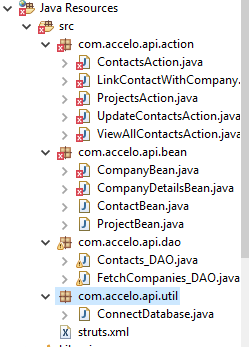 Java Resources
src
com.accelo.api.action
ContactsAction.java
LinkContactWithCompany.
ProjectsAction.java
UpdateContactsAction.java
ViewAllContactsAction.java
com.accelo.api.bean
CompanyBean.java
CompanyDetailsBean.java
ContactBean.java
ProjectBean.java
com.accelo.api.dao
Contacts_DAO.java
FetchCompanies_DAO.java
com.accelo.api.util
ConnectDatabase.java
struts.xml